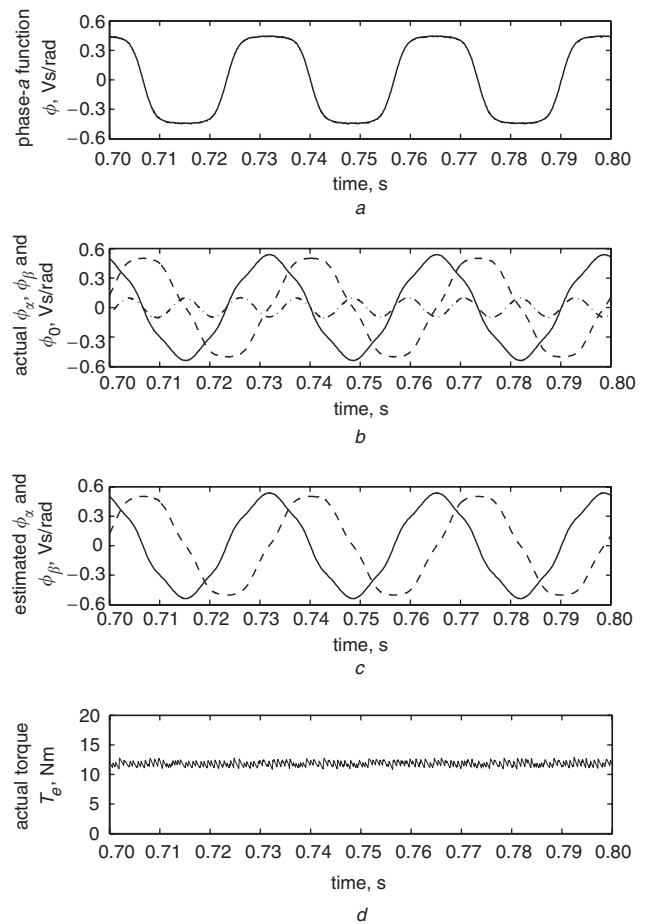 phase-a function
ϕ, Vs/rad
0.6
0.3
0
−0.3
−0.6
0.70 0.71 0.72 0.73 0.74 0.75 0.76 0.77 0.78 0.79 0.80
time, s
a
actual ϕα, ϕβ and
ϕ0, Vs/rad
0.6
0.3
0
−0.3
−0.6
0.70 0.71 0.72 0.73 0.74 0.75 0.76 0.77 0.78 0.79 0.80
time, s
b
estimated ϕα and
ϕβ, Vs/rad
0.6
0.3
0
−0.3
−0.6
0.70 0.71 0.72 0.73 0.74 0.75 0.76 0.77 0.78 0.79 0.80
time, s
c
actual torque
Te, Nm
20
15
10
5
0
0.70 0.71 0.72 0.73 0.74 0.75 0.76 0.77 0.78 0.79 0.80
time, s
d